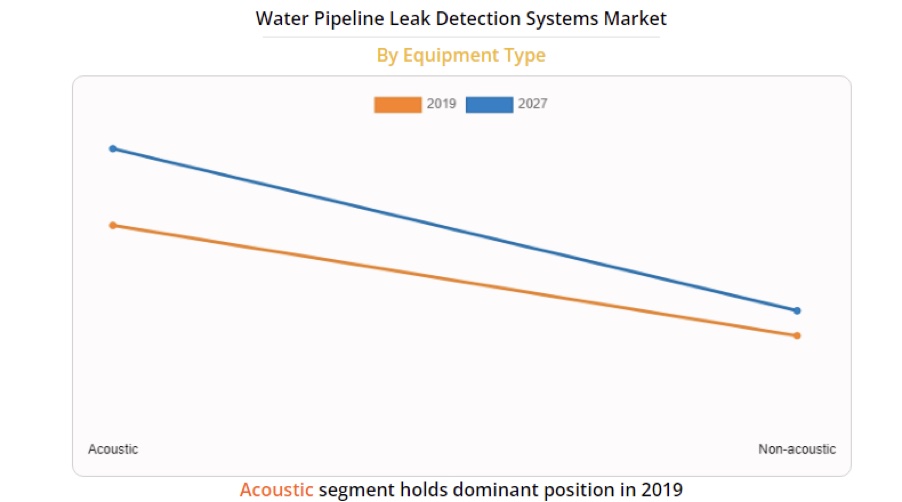 Water Pipeline Leak Detection Systems Market
By Equipment Type
2019 2027
Acoustic Non-acoustic
Acoustic segment holds dominant position in 2019